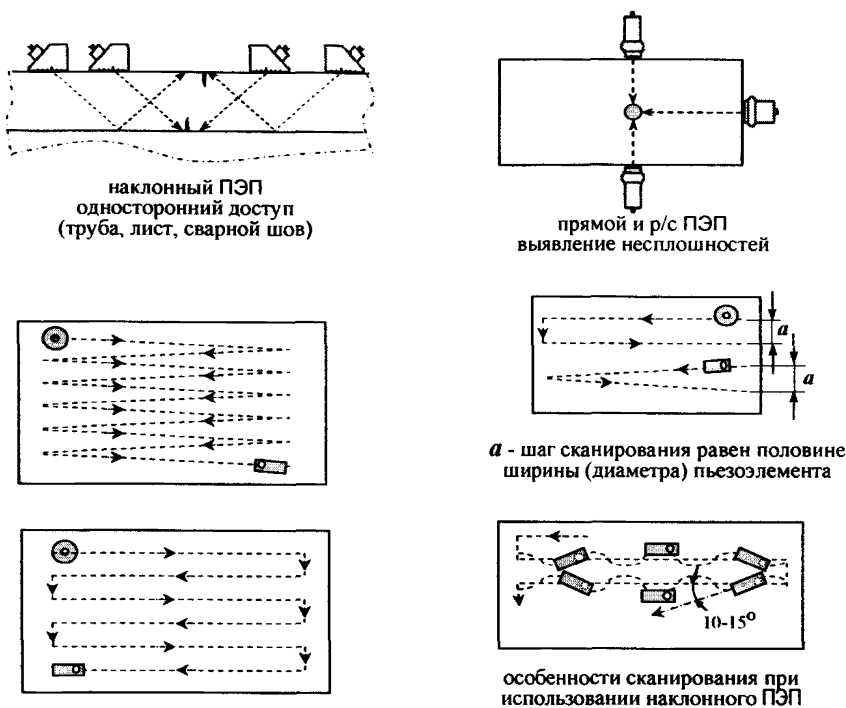 наклонный ПЭП
односторонний доступ
(труба, лист, сварной шов)
прямой и р/с ПЭП
выявление несплошностей
a
a
a - шаг сканирования равен половине
ширины (диаметра) пьезоэлемента
10-15°
особенности сканирования при
использовании наклонного ПЭП